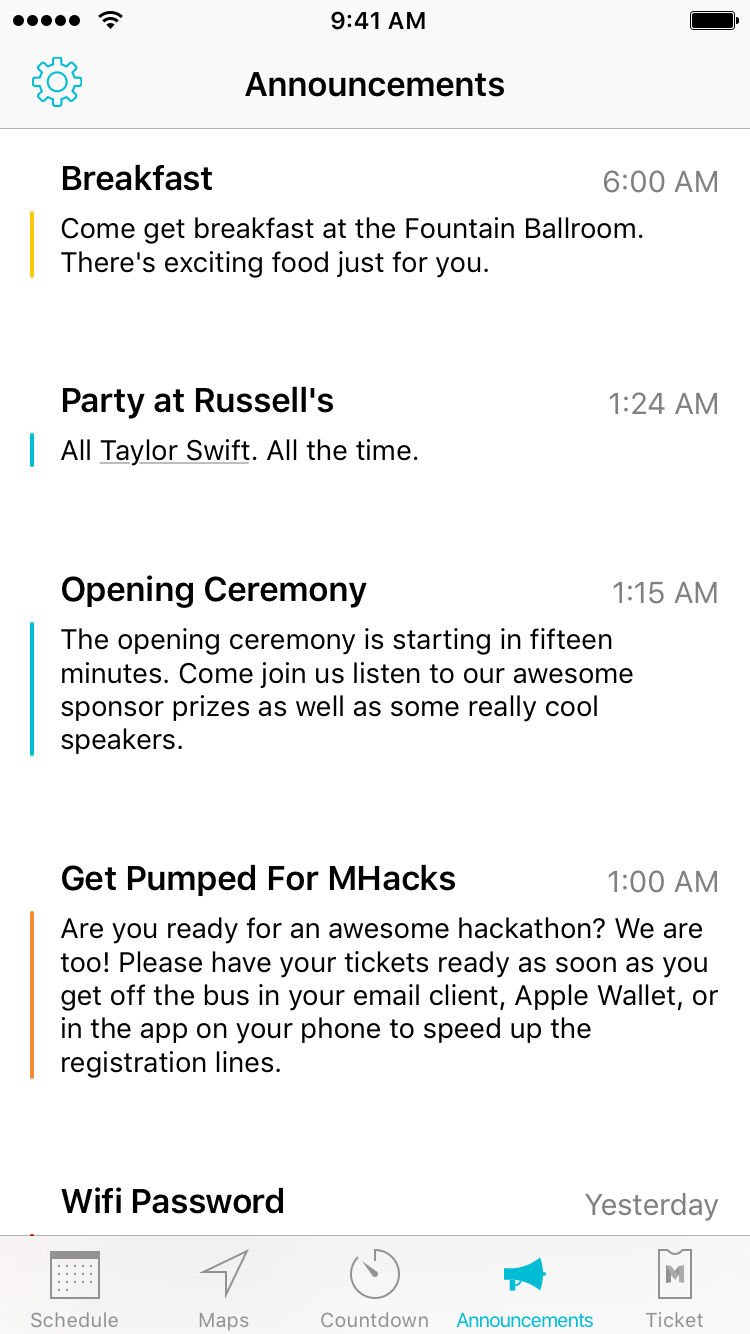 9:41 AM
Announcements
Breakfast
6:00 AM
Come get breakfast at the Fountain Ballroom.
There's exciting food just for you.
Party at Russell's
1:24 AM
All Taylor Swift. All the time.
Opening Ceremony
1:15 AM
The opening ceremony is starting in fifteen
minutes. Come join us listen to our awesome
sponsor prizes as well as some really cool
speakers.
Get Pumped For MHacks
1:00 AM
Are you ready for an awesome hackathon? We are
too! Please have your tickets ready as soon as you
get off the bus in your email client, Apple Wallet, or
in the app on your phone to speed up the
registration lines.
Wifi Password
Yesterday
M
Schedule
Maps
Countdown
Announcements
Ticket